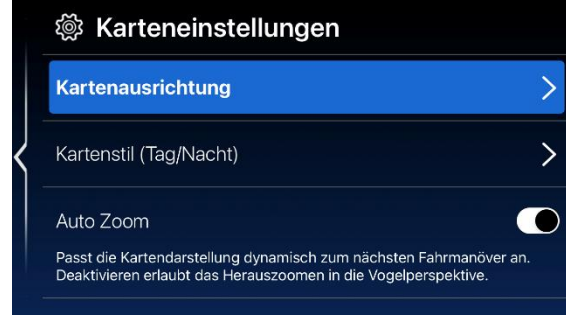 Karteneinstellungen
Kartenausrichtung
Kartenstil (Tag/Nacht)
Auto Zoom
Passt die Kartendarstellung dynamisch zum nächsten Fahrmanöver an.
Deaktivieren erlaubt das Herauszoomen in die Vogelperspektive.